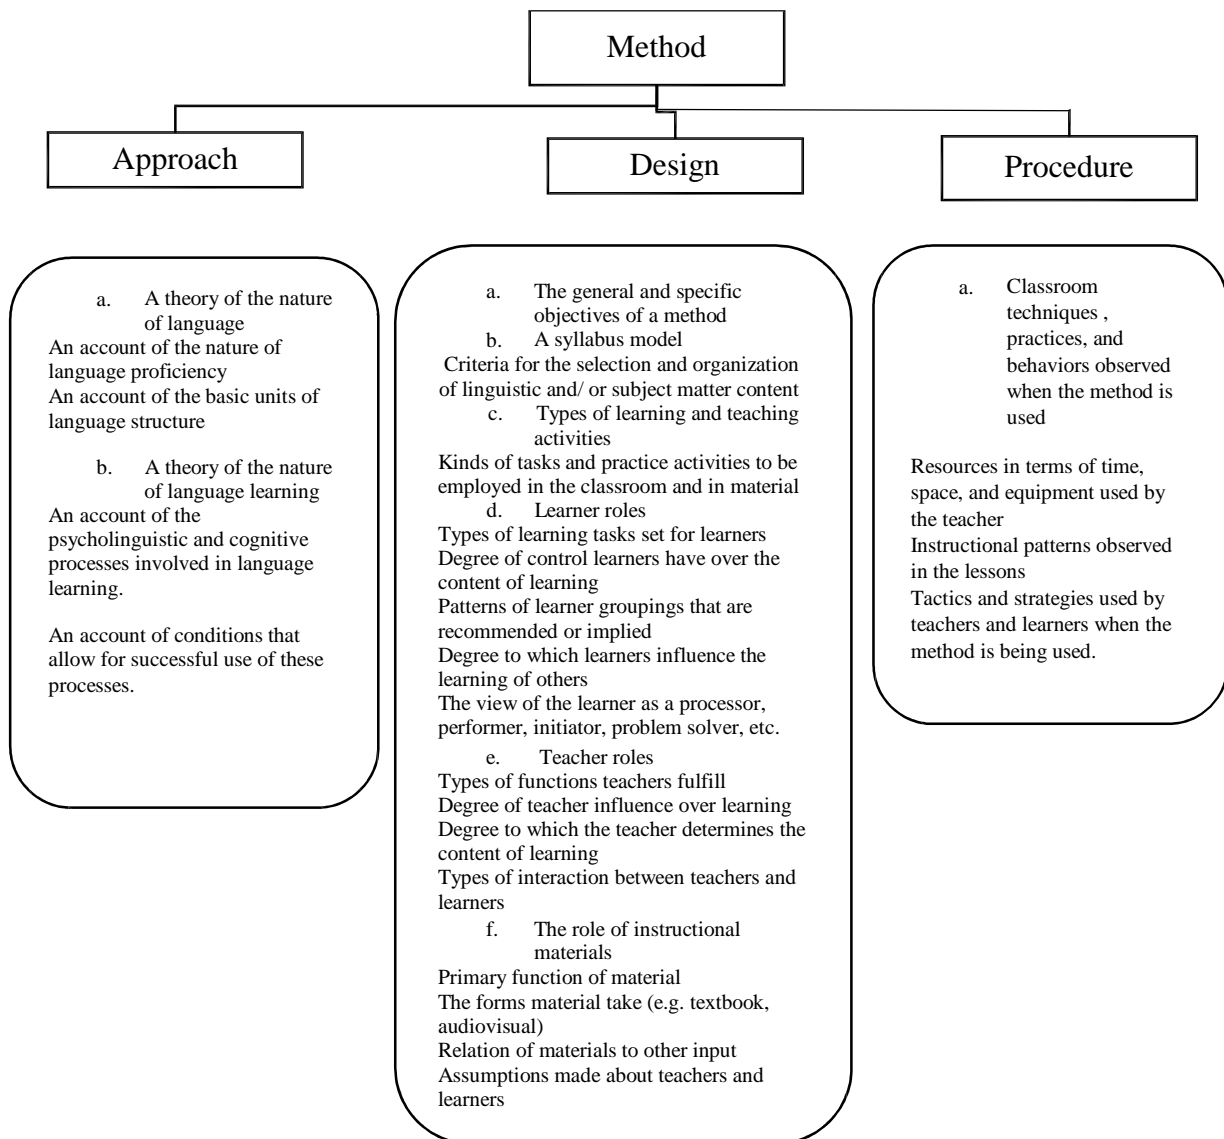 Method
Approach
Design
Procedure
a. A theory of the nature
of language
An account of the nature of
language proficiency
An account of the basic units of
language structure
b. A theory of the nature
of language learning
An account of the
psycholinguistic and cognitive
processes involved in language
learning.
An account of conditions that
allow for successful use of these
processes.
a. The general and specific
objectives of a method
b. A syllabus model
Criteria for the selection and organization
of linguistic and/ or subject matter content
c. Types of learning and teaching
activities
Kinds of tasks and practice activities to be
employed in the classroom and in material
d. Learner roles
Types of learning tasks set for learners
Degree of control learners have over the
content of learning
Patterns of learner groupings that are
recommended or implied
Degree to which learners influence the
learning of others
The view of the learner as a processor,
performer, initiator, problem solver, etc.
e. Teacher roles
Types of functions teachers fulfill
Degree of teacher influence over learning
Degree to which the teacher determines the
content of learning
Types of interaction between teachers and
learners
f. The role of instructional
materials
Primary function of material
The forms material take (e.g. textbook,
audiovisual)
Relation of materials to other input
Assumptions made about teachers and
learners
a. Classroom
techniques ,
practices, and
behaviors observed
when the method is
used
Resources in terms of time,
space, and equipment used by
the teacher
Instructional patterns observed
in the lessons
Tactics and strategies used by
teachers and learners when the
method is being used.